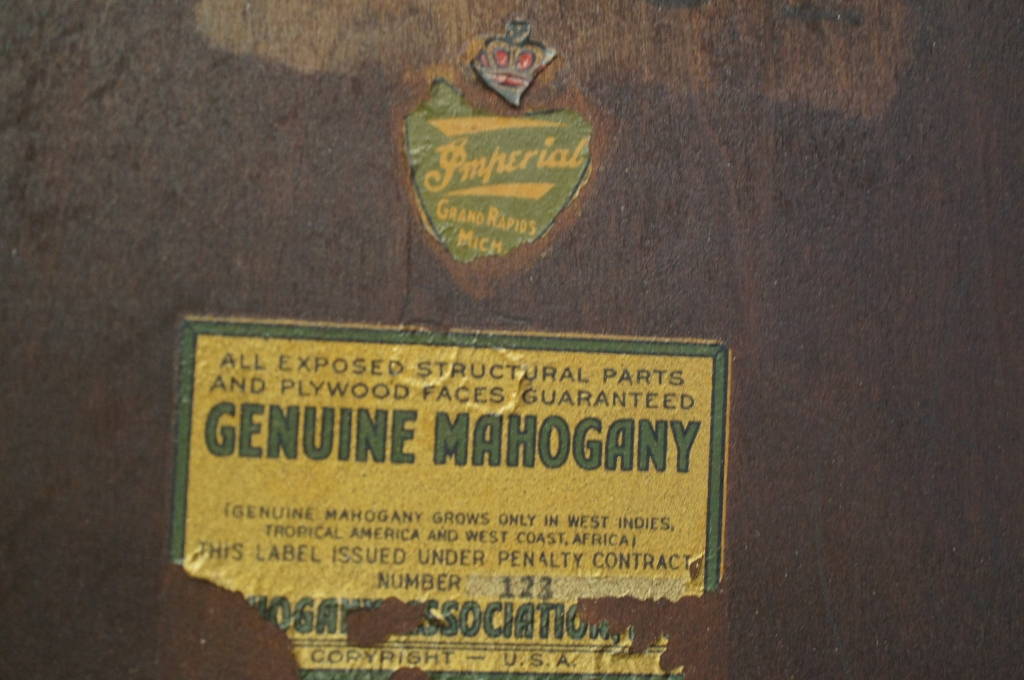 Imperial
GRAND RAPIDS
MICH
ALL EXPOSED STRUCTURAL PARTS
AND PLYWOOD FACES GUARANTEED
GENUINE MAHOGANY
(GENUINE MAHOGANY GROWS ONLY IN WEST INDIES,
TROPICAL AMERICA AND WEST COAST, AFRICA)
THIS LABEL ISSUED UNDER PENALTY CONTRACT
NUMBER 123
ASSOCIATION,
COPYRIGHT — U.S.A.